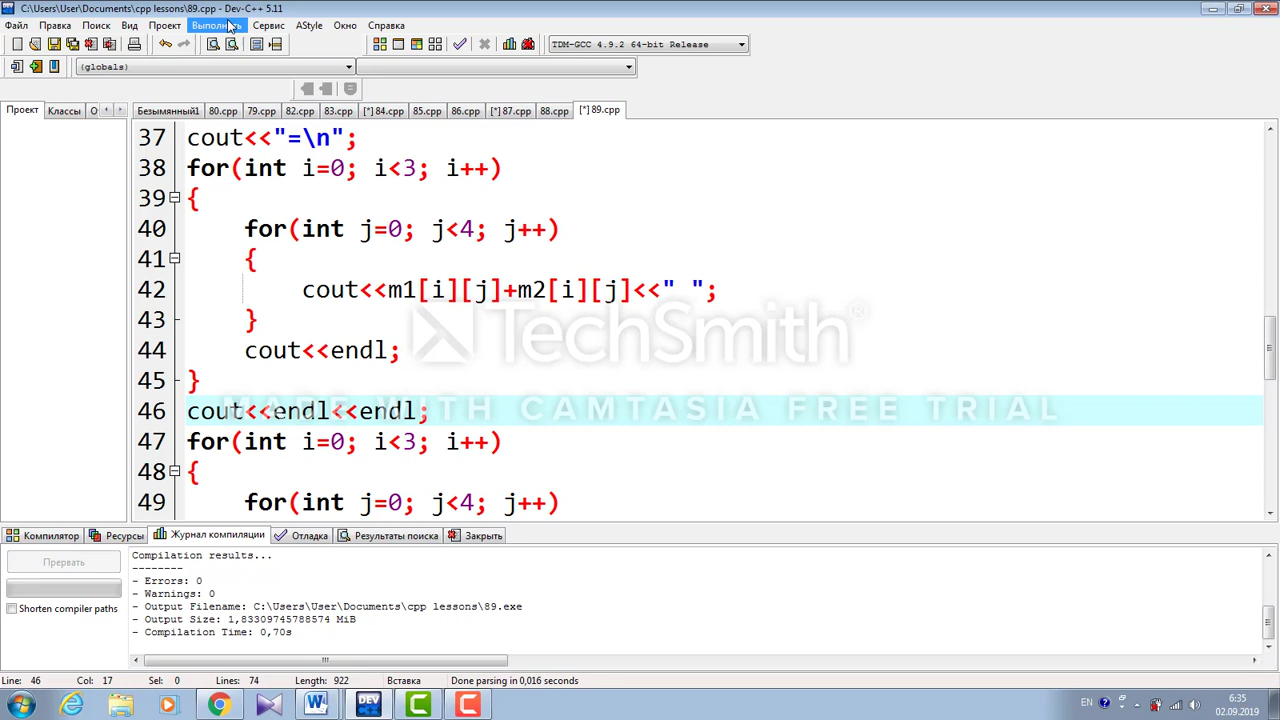 C:\Users\User\Documents\cpp lessons\89.cpp - Dev-C++ 5.11
Файл Правка Поиск Вид Проект Выполнить Сервис AStyle Окно Справка
TDM-GCC 4.9.2 64-bit Release
(globals)
Проект Классы О Безымянный1 80.cpp 79.cpp 82.cpp 83.cpp [*] 84.cpp 85.cpp 86.cpp [*] 87.cpp 88.cpp [*] 89.cpp
37 cout<<"=\n";
38 for(int i=0; i<3; i++)
39 {
40 for(int j=0; j<4; j++)
41 {
42 cout<<m1[i][j]+m2[i][j]<<" ";
43 }
44 cout<<endl;
45 }
46 cout<<endl<<endl;
47 for(int i=0; i<3; i++)
48 {
49 for(int j=0; j<4; j++)
TechSmith®
MADE WITH CAMTASIA FREE TRIAL
Компилятор Ресурсы Журнал компиляции Отладка Результаты поиска Закрыть
Прервать
Shorten compiler paths
Compilation results...
--------
- Errors: 0
- Warnings: 0
- Output Filename: C:\Users\User\Documents\cpp lessons\89.exe
- Output Size: 1,83309745788574 MiB
- Compilation Time: 0,70s
Line: 46 Col: 17 Sel: 0 Lines: 74 Length: 922 Вставка Done parsing in 0,016 seconds
DEV
EN
6:35
02.09.2019